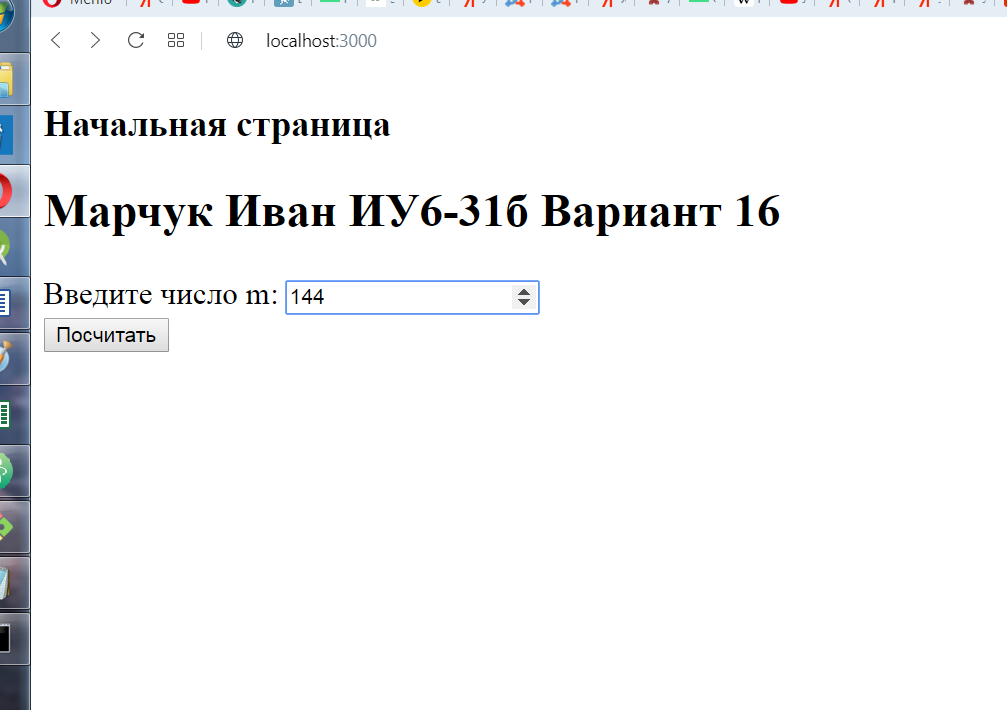 localhost:3000
Начальная страница
Марчук Иван ИУ6-31б Вариант 16
Введите число m: 144
Посчитать